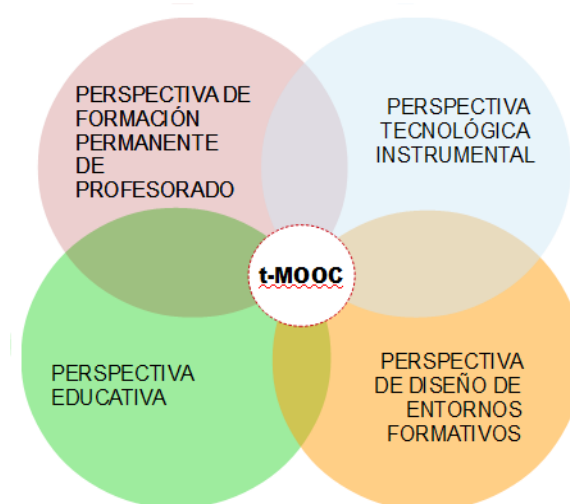 PERSPECTIVA DE
FORMACIÓN
PERMANENTE
DE
PROFESORADO
PERSPECTIVA
TECNOLÓGICA
INSTRUMENTAL
t-MOOC
PERSPECTIVA
EDUCATIVA
PERSPECTIVA
DE DISEÑO DE
ENTORNOS
FORMATIVOS